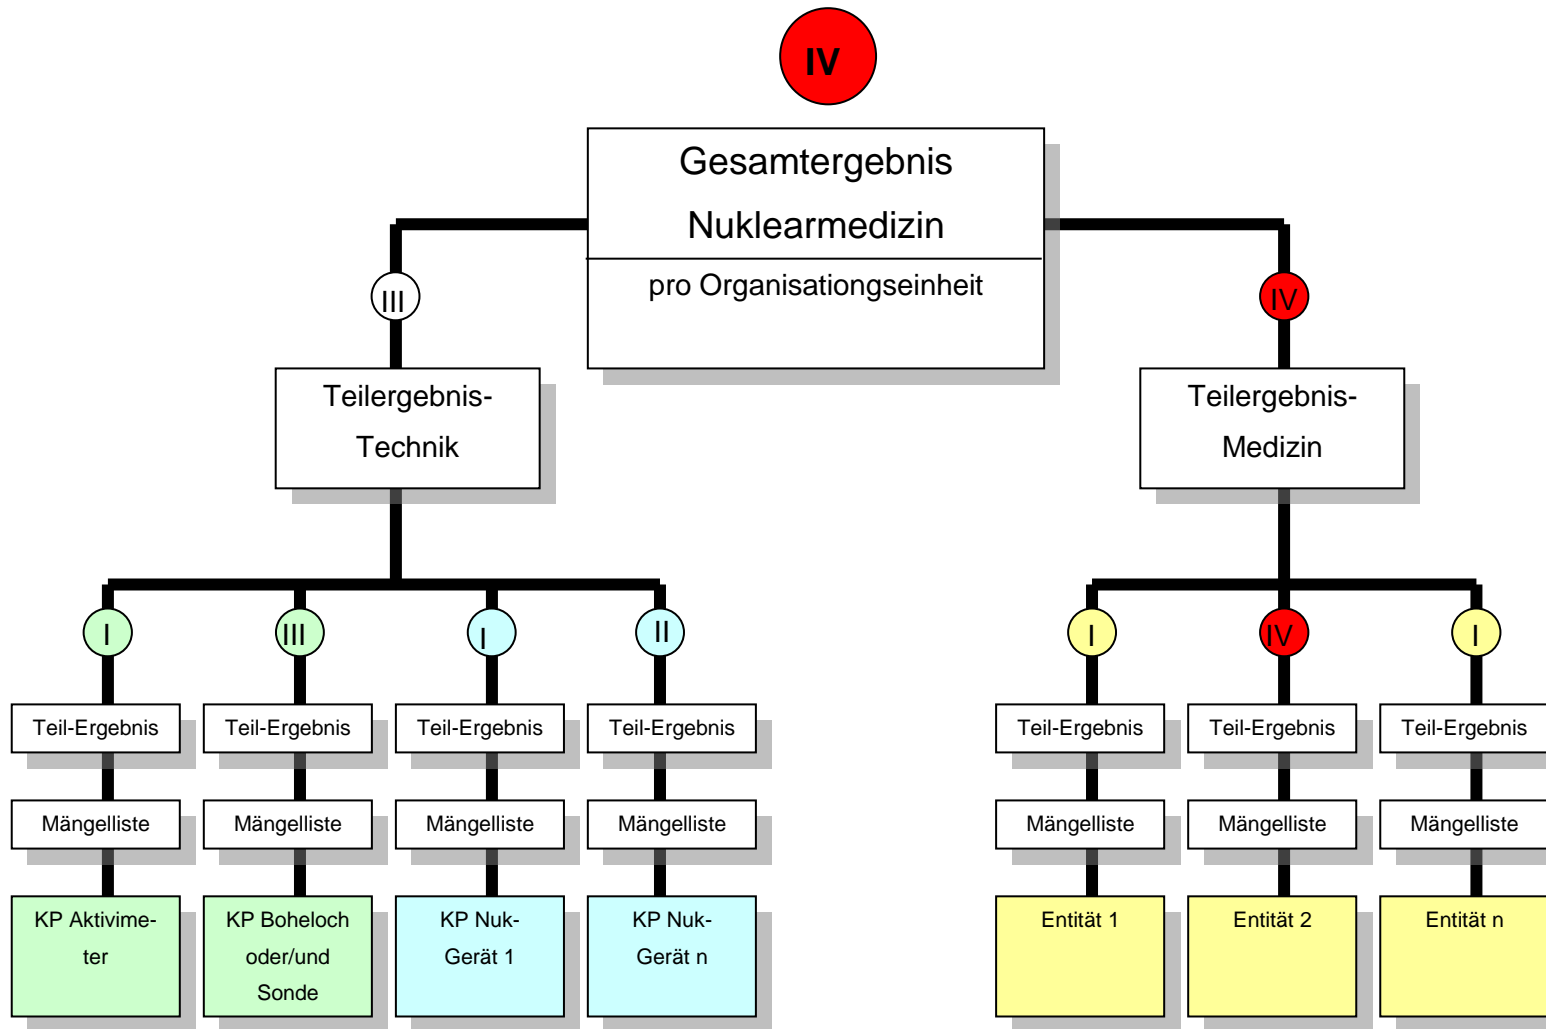 IV
Gesamtergebnis
Nuklearmedizin
pro Organisationgseinheit
III
IV
Teilergebnis-
Technik
Teilergebnis-
Medizin
I
III
I
II
I
IV
I
Teil-Ergebnis
Teil-Ergebnis
Teil-Ergebnis
Teil-Ergebnis
Teil-Ergebnis
Teil-Ergebnis
Teil-Ergebnis
Mängelliste
Mängelliste
Mängelliste
Mängelliste
Mängelliste
Mängelliste
Mängelliste
KP Aktivime-
ter
KP Boheloch
oder/und
Sonde
KP Nuk-
Gerät 1
KP Nuk-
Gerät n
Entität 1
Entität 2
Entität n